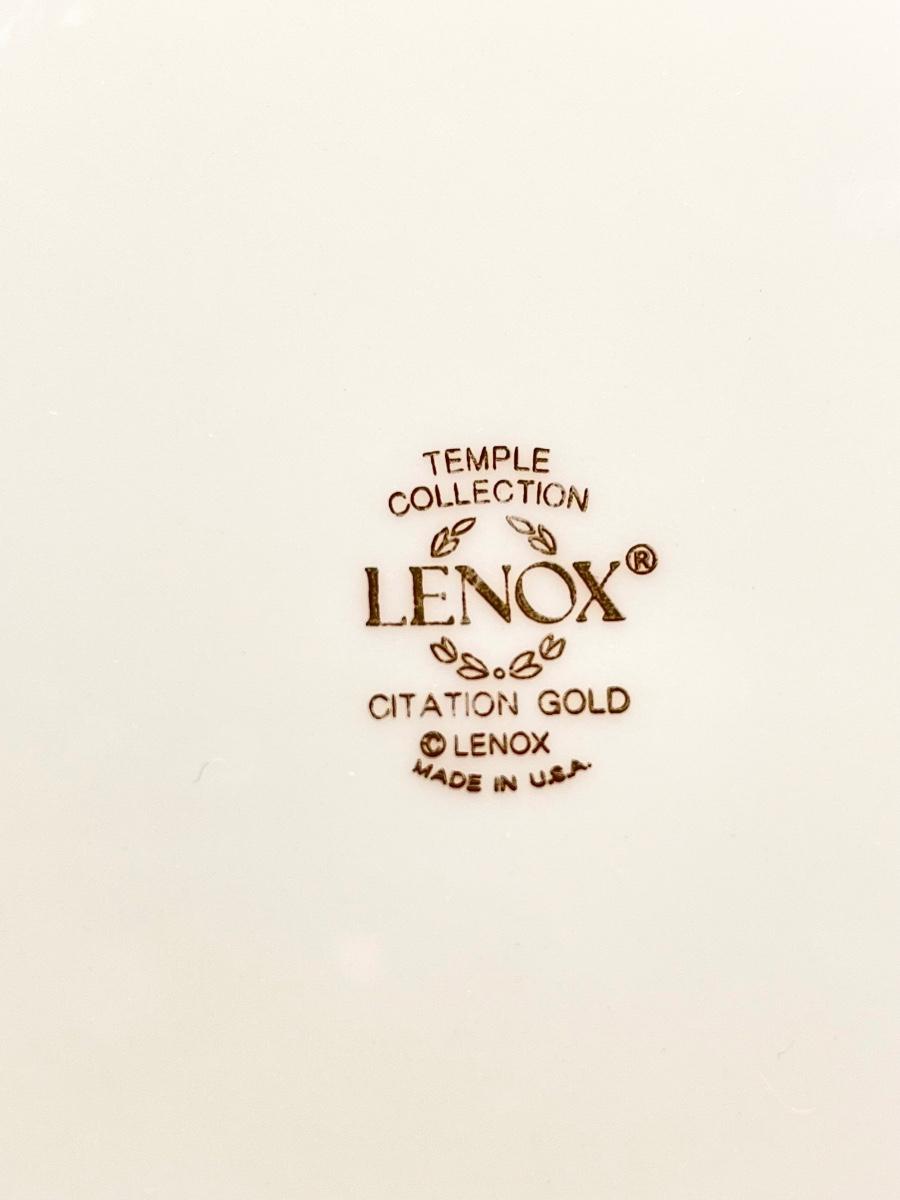 TEMPLE
COLLECTION
LENOX®
CITATION GOLD
© LENOX
MADE IN U.S.A.